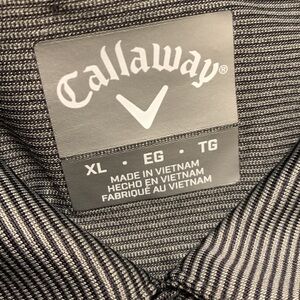 Callaway®
XL • EG • TG
MADE IN VIETNAM
HECHO EN VIETNAM
FABRIQUÉ AU VIETNAM